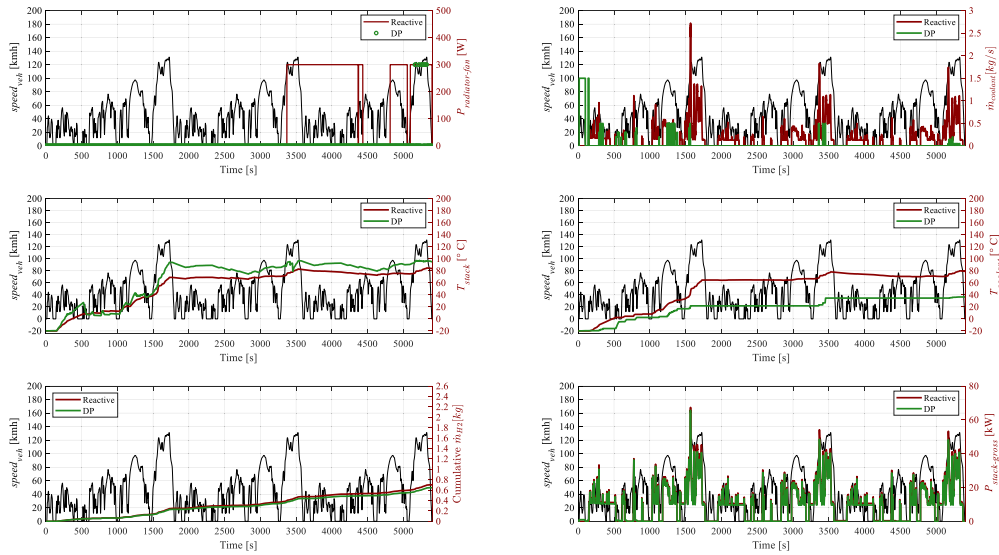 200 180 160 140 120 100 80 60 40 20 0
speed_veh [kmh]
500 400 300 200 100 0
P_radiator-fan [W]
Reactive
DP
0 500 1000 1500 2000 2500 3000 3500 4000 4500 5000
Time [s]
200 180 160 140 120 100 80 60 40 20 0
speed_veh [kmh]
3 2.5 2 1.5 1 0.5 0
ṁ_coolant[kg/s]
Reactive
DP
0 500 1000 1500 2000 2500 3000 3500 4000 4500 5000
Time [s]
200 180 160 140 120 100 80 60 40 20 0 -20
speed_veh [kmh]
200 180 160 140 120 100 80 60 40 20 0 -20
T_stack [° C]
Reactive
DP
0 500 1000 1500 2000 2500 3000 3500 4000 4500 5000
Time [s]
200 180 160 140 120 100 80 60 40 20 0 -20
speed_veh [kmh]
200 180 160 140 120 100 80 60 40 20 0 -20
[° C]
Reactive
DP
0 500 1000 1500 2000 2500 3000 3500 4000 4500 5000
Time [s]
200 180 160 140 120 100 80 60 40 20 0
speed_veh [kmh]
2.6 2.2 1.8 1.4 1.2 1.0 0.8 0.6 0.4 0.2 0
Cumulative ṁ_H2[kg]
Reactive
DP
0 500 1000 1500 2000 2500 3000 3500 4000 4500 5000
Time [s]
200 180 160 140 120 100 80 60 40 20 0
speed_veh [kmh]
80 60 40 20 0
P_stack-gross [kW]
Reactive
DP
0 500 1000 1500 2000 2500 3000 3500 4000 4500 5000
Time [s]